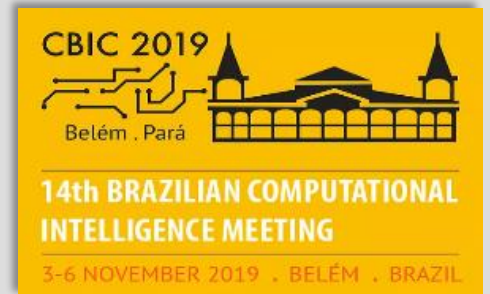 CBIC 2019
Belém . Pará
14th BRAZILIAN COMPUTATIONAL
INTELLIGENCE MEETING
3-6 NOVEMBER 2019 . BELÉM . BRAZIL